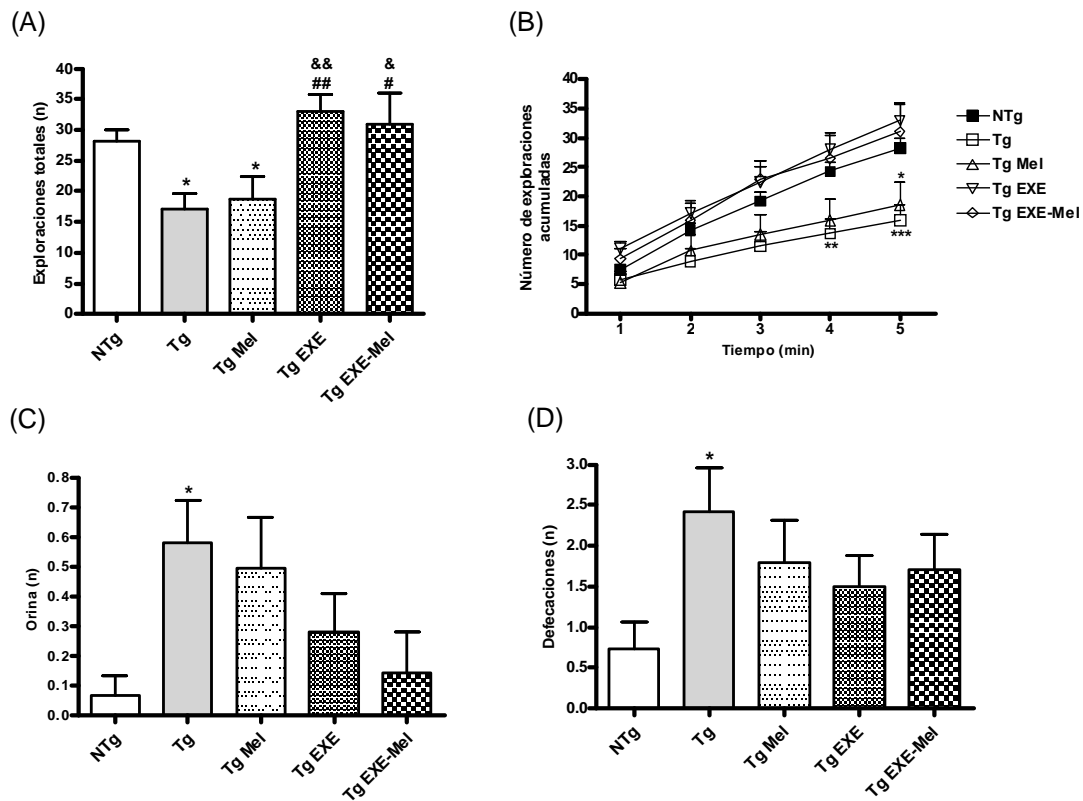 (A)
Exploraciones totales (n)
40
35
30
25
20
15
10
5
0
*
*
&&
##
&
#
NTg
Tg
Tg Mel
Tg EXE
Tg EXE-Mel
(B)
Número de exploraciones
acumuladas
40
35
30
25
20
15
10
5
0
**
*
***
1
2
3
4
5
Tiempo (min)
NTg
Tg
Tg Mel
Tg EXE
Tg EXE-Mel
(C)
Orina (n)
0.8
0.7
0.6
0.5
0.4
0.3
0.2
0.1
0.0
*
NTg
Tg
Tg Mel
Tg EXE
Tg EXE-Mel
(D)
Defecaciones (n)
3.0
2.5
2.0
1.5
1.0
0.5
0.0
*
NTg
Tg
Tg Mel
Tg EXE
Tg EXE-Mel